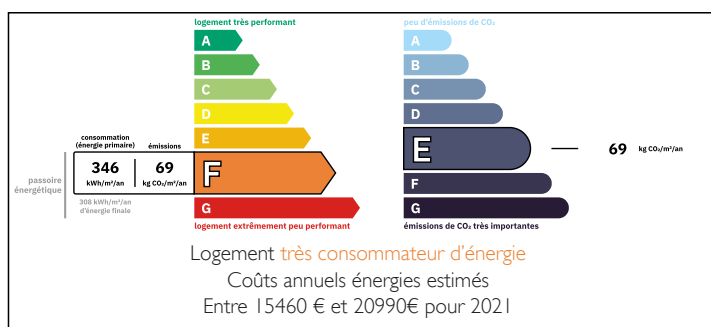 logement très performant
A
B
C
D
E
consommation
(énergie primaire)
émissions
346
kWh/m²/an
69
kg CO₂/m²/an
F
passoire
énergétique
308 kWh/m²/an
d'énergie finale
G
logement extrêmement peu performant
peu d'émissions de CO₂
A
B
C
D
E
69 kg CO₂/m²/an
F
G
émissions de CO₂ très importantes
Logement très consommateur d'énergie
Coûts annuels énergies estimés
Entre 15460 € et 20990€ pour 2021